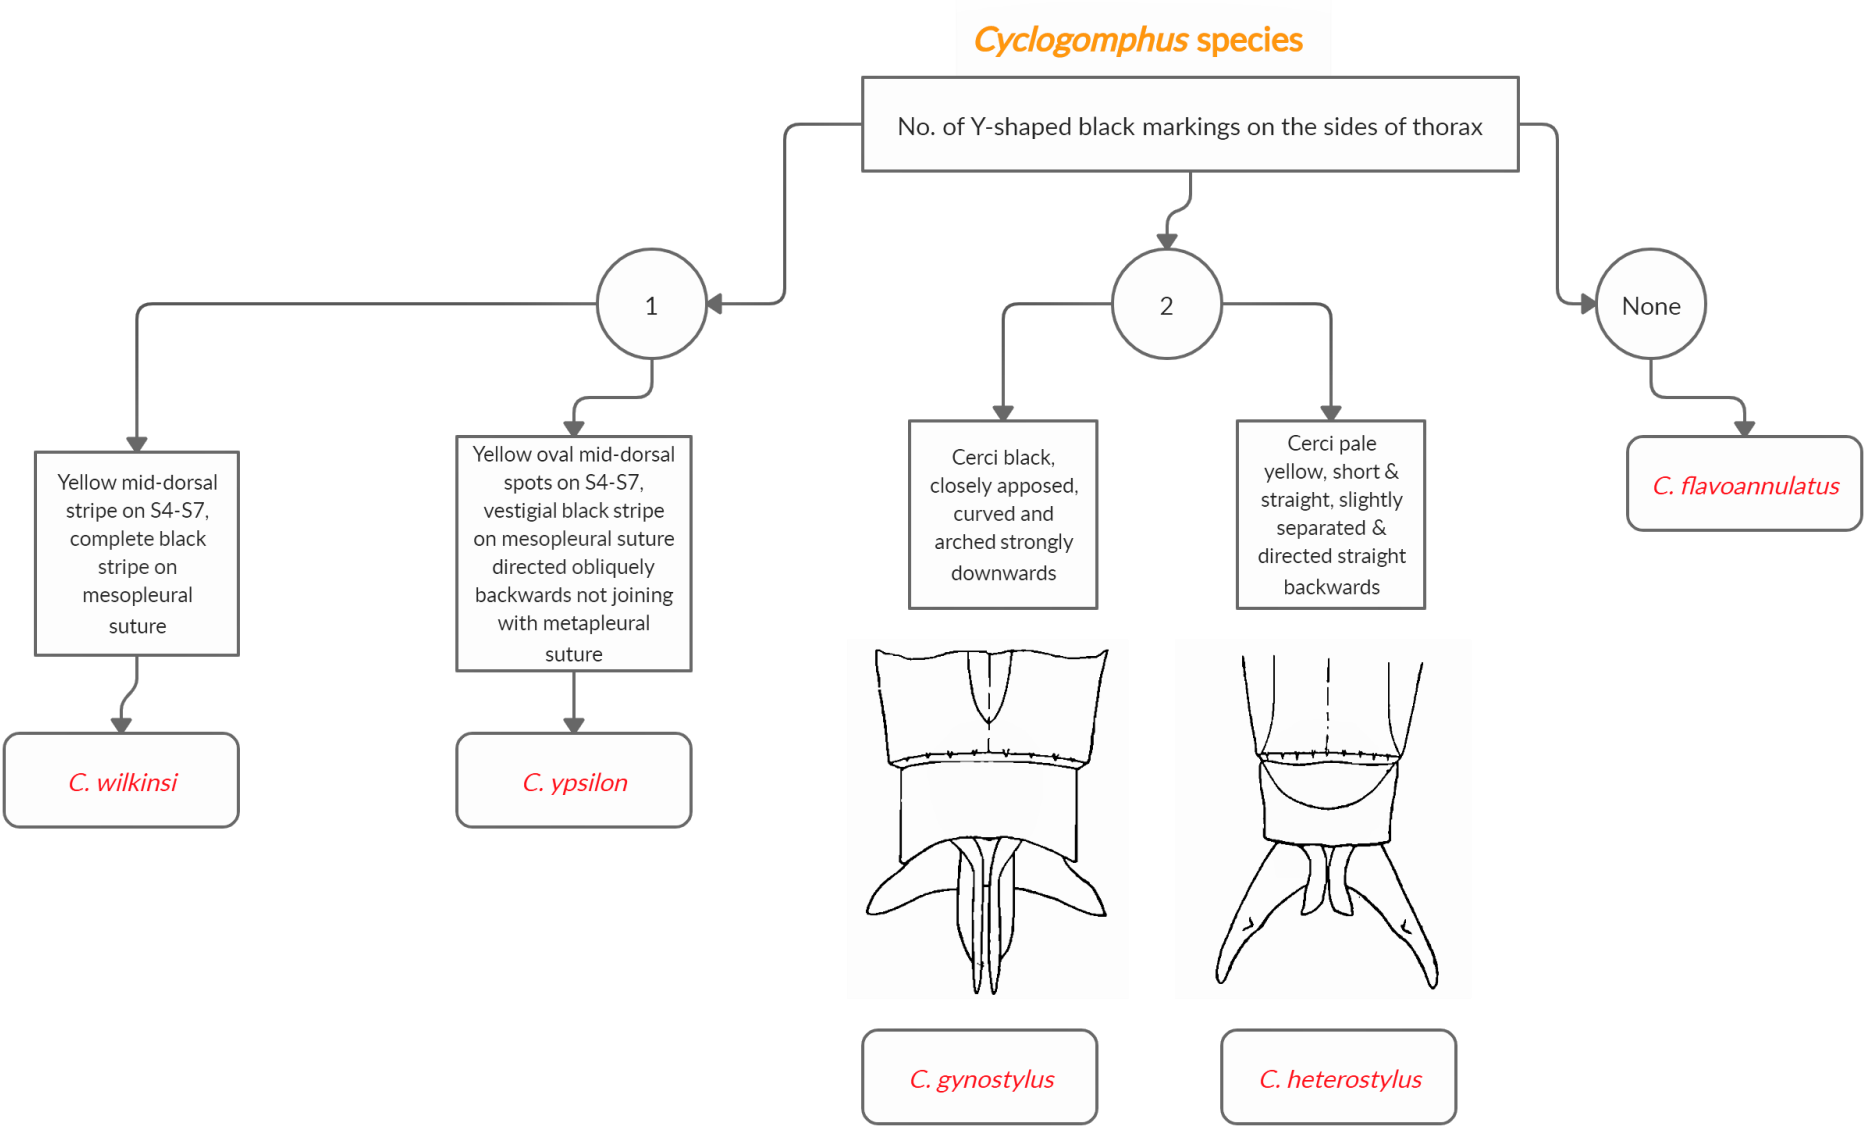 Cyclogomphus species
No. of Y-shaped black markings on the sides of thorax
1
2
None
Yellow mid-dorsal
stripe on S4-S7,
complete black
stripe on
mesopleural
suture
Yellow oval mid-dorsal
spots on S4-S7,
vestigial black stripe
on mesopleural suture
directed obliquely
backwards not joining
with metapleural
suture
Cerci black,
closely apposed,
curved and
arched strongly
downwards
Cerci pale
yellow, short &
straight, slightly
separated &
directed straight
backwards
C. flavoannulatus
C. wilkinsi
C. ypsilon
C. gynostylus
C. heterostylus